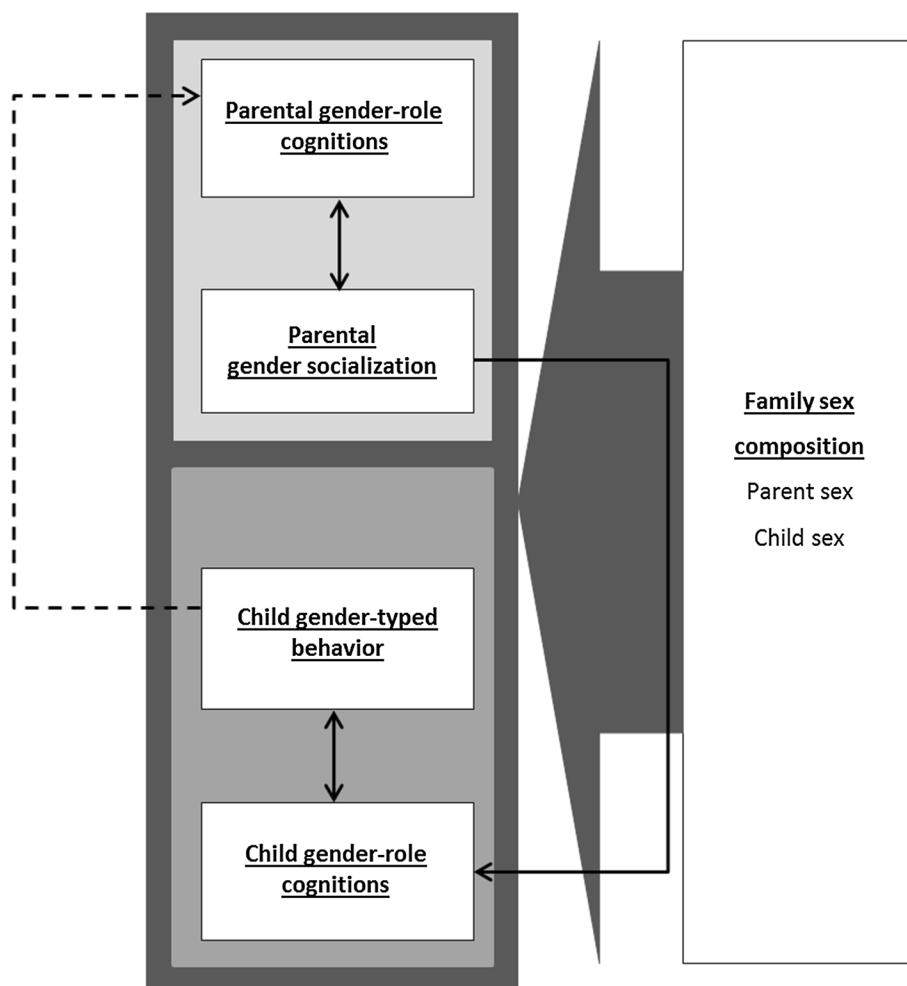 Parental gender-role
cognitions
Parental
gender socialization
Child gender-typed
behavior
Child gender-role
cognitions
Family sex
composition
Parent sex
Child sex